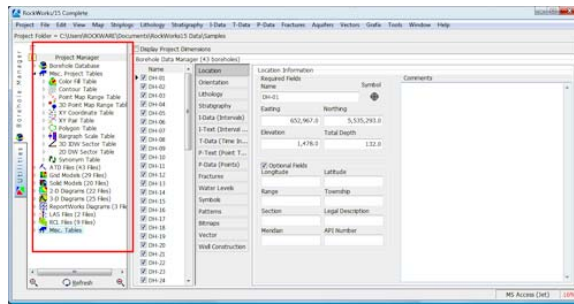 RockWorks15 Complete
Project File Edit View Map Striplogs Lithology Stratigraphy I-Data T-Data P-Data Fractures Aquifers Vectors Grafix Tools Window Help
Project Folder = C:\Users\ROCKWARE\Documents\RockWorks15 Data\Samples
Display Project Dimensions
Project Manager
Borehole Database
Misc. Project Tables
Color Fill Table
Contour Table
Point Map Range Table
3D Point Map Range Tabl
XY Coordinate Table
XY Pair Table
Polygon Table
Bargraph Scale Table
3D IDW Sector Table
2D DW Sector Table
Synonym Table
ATD Files (43 Files)
Grid Models (29 Files)
Solid Models (20 Files)
2-D Diagrams (22 Files)
3-D Diagrams (25 Files)
ReportWorks Diagrams (3 File
LAS Files (2 Files)
RCL Files (9 Files)
Misc. Tables
Refresh
Borehole Manager
Utilities
Borehole Data Manager (43 boreholes)
Name
DH-01
DH-02
DH-03
DH-04
DH-05
DH-06
DH-07
DH-08
DH-09
DH-10
DH-11
DH-12
DH-13
DH-14
DH-15
DH-16
DH-17
DH-18
DH-19
DH-20
DH-21
DH-22
DH-23
DH-24
Location
Orientation
Lithology
Stratigraphy
I-Data (Intervals)
I-Text (Interval ...
T-Data (Time In...
P-Text (Point T...
P-Data (Points)
Fractures
Water Levels
Symbols
Patterns
Bitmaps
Vector
Well Construction
Location Information
Required Fields
Name Symbol
DH-01
Easting Northing
652,967.0 5,535,293.0
Elevation Total Depth
1,478.0 132.0
Optional Fields
Longitude Latitude
Range Township
Section Legal Description
Meridian API Number
Comments
MS Access (Jet)